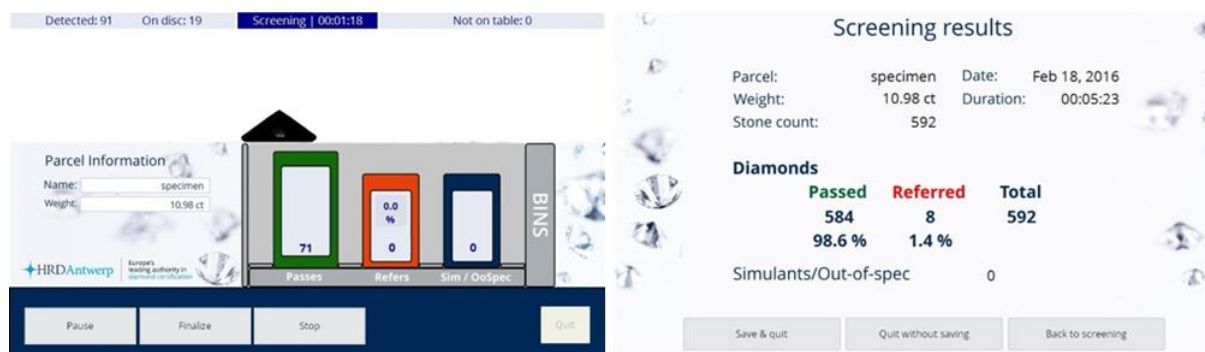 Detected: 91 On disc: 19 Screening | 00:01:18 Not on table: 0
Parcel Information
Name: specimen
Weight: 10.98 ct
HRDAntwerp
Europe's
leading authority in
diamond certification
0.0
%
71 0 0
Passes Refers Sim / OoSpec
BINS
Pause Finalize Stop Quit
Screening results
Parcel: specimen Date: Feb 18, 2016
Weight: 10.98 ct Duration: 00:05:23
Stone count: 592
Diamonds
Passed Referred Total
584 8 592
98.6 % 1.4 %
Simulants/Out-of-spec 0
Save & quit Quit without saving Back to screening